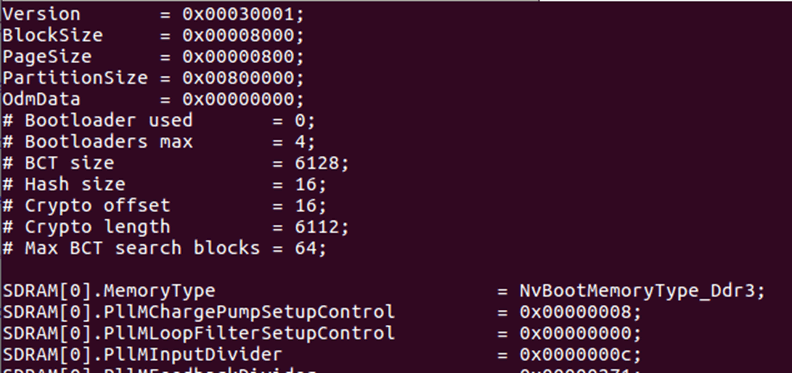 Version       = 0x00030001;
BlockSize     = 0x00008000;
PageSize      = 0x00000800;
PartitionSize = 0x00800000;
OdmData       = 0x00000000;
# Bootloader used       = 0;
# Bootloaders max       = 4;
# BCT size              = 6128;
# Hash size             = 16;
# Crypto offset         = 16;
# Crypto length         = 6112;
# Max BCT search blocks = 64;
SDRAM[0].MemoryType                         = NvBootMemoryType_Ddr3;
SDRAM[0].PllMChargePumpSetupControl         = 0x00000008;
SDRAM[0].PllMLoopFilterSetupControl         = 0x00000000;
SDRAM[0].PllMInputDivider                   = 0x0000000c;